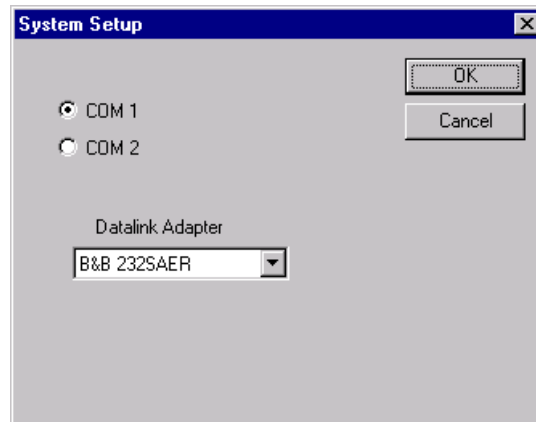 System Setup
OK
COM 1
Cancel
COM 2
Datalink Adapter
B&B 232SAER